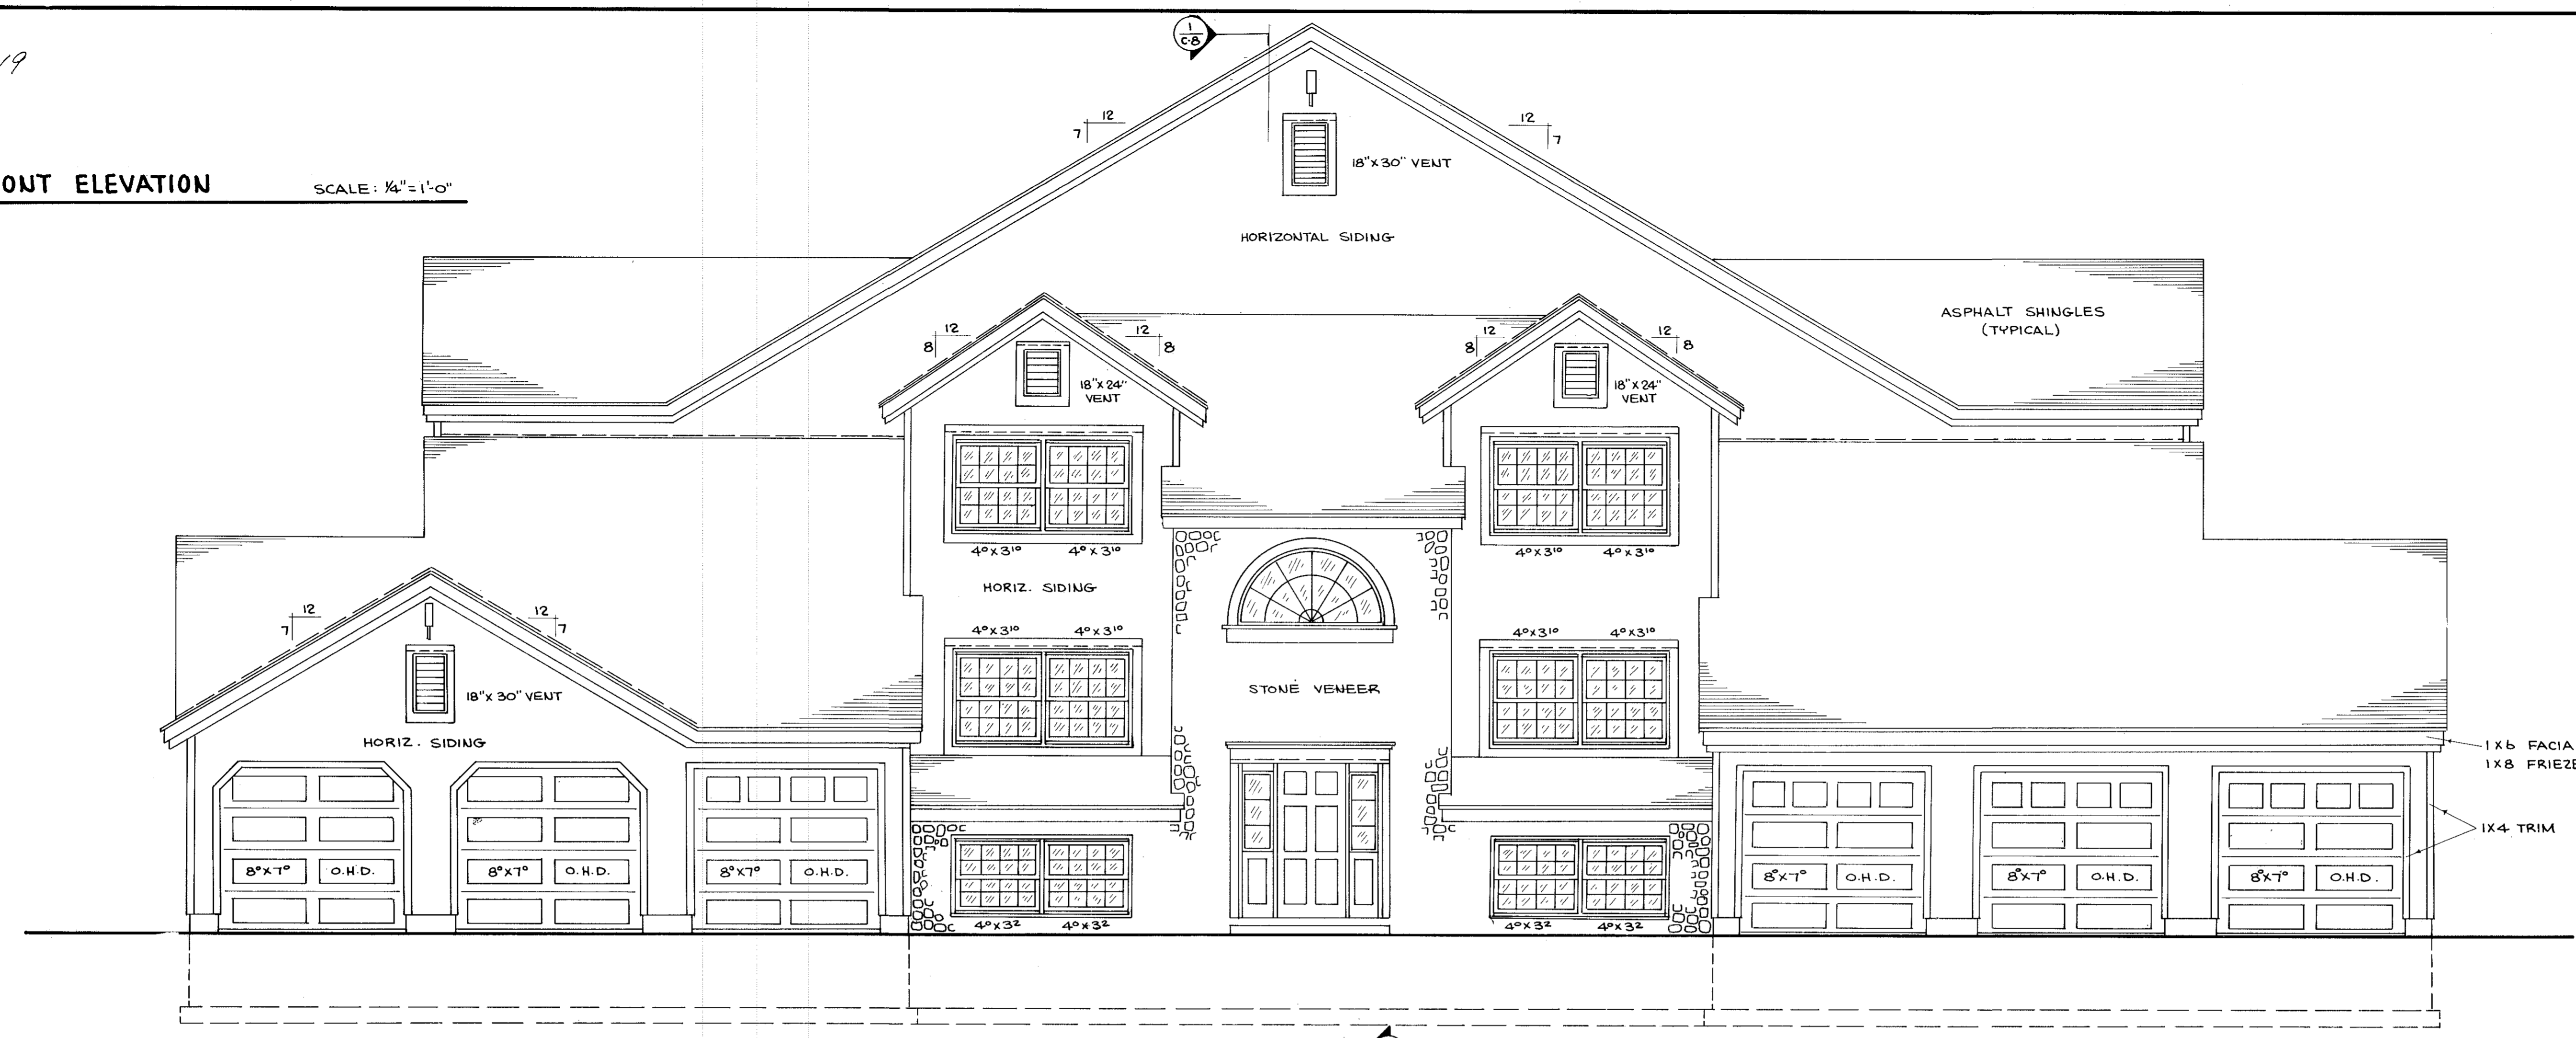 1
C-8
19
ONT ELEVATION
SCALE: 1/4"=1'-0"
12
7
12
7
18"X30" VENT
HORIZONTAL SIDING
ASPHALT SHINGLES
(TYPICAL)
12
8
12
8
12
8
12
8
18"X24"
VENT
18"X24"
VENT
4⁰X3¹⁰ 4⁰X3¹⁰
4⁰X3¹⁰ 4⁰X3¹⁰
HORIZ. SIDING
12
7
12
7
4⁰X3¹⁰ 4⁰X3¹⁰
4⁰X3¹⁰ 4⁰X3¹⁰
18"X 30" VENT
STONE VENEER
HORIZ. SIDING
1X6 FACIA
1X8 FRIEZE
1X4 TRIM
8⁰X7⁰ O.H.D.
8⁰X7⁰ O.H.D.
8⁰X7⁰ O.H.D.
8⁰X7⁰ O.H.D.
8⁰X7⁰ O.H.D.
8⁰X7⁰ O.H.D.
4⁰X3² 4⁰X3²
4⁰X3² 4⁰X3²